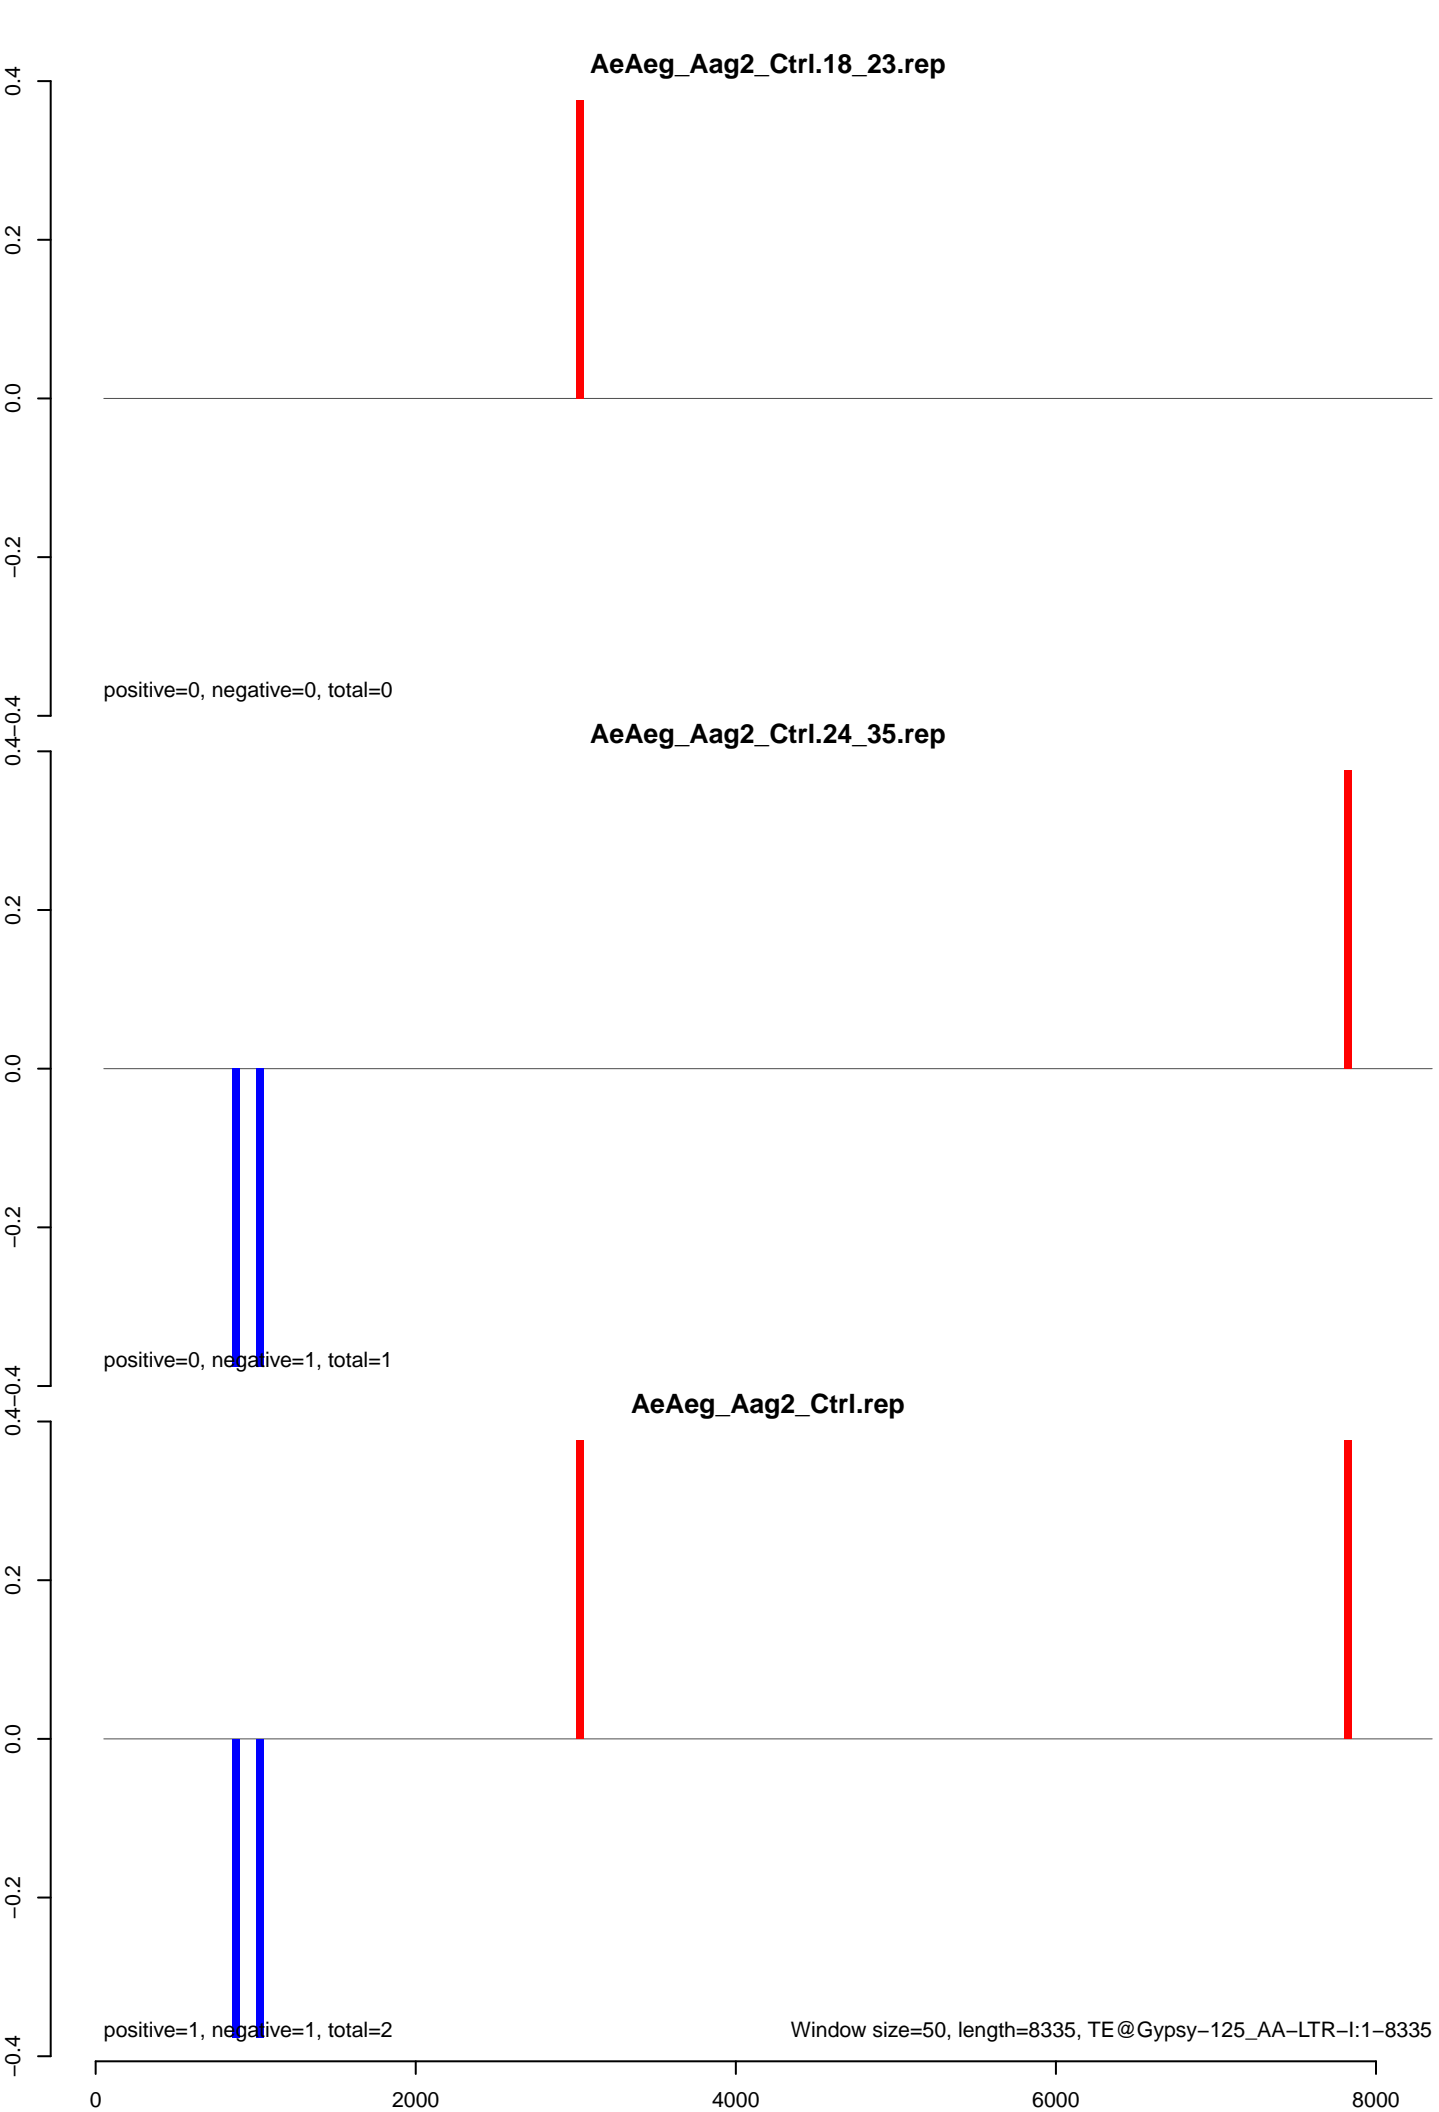 AeAeg_Aag2_Ctrl.18_23.rep
0.4
0.2
0.0
−0.2
−0.4
positive=0, negative=0, total=0
AeAeg_Aag2_Ctrl.24_35.rep
0.4
0.2
0.0
−0.2
−0.4
positive=0, negative=1, total=1
AeAeg_Aag2_Ctrl.rep
0.4
0.2
0.0
−0.2
−0.4
positive=1, negative=1, total=2
Window size=50, length=8335, TE@Gypsy−125_AA−LTR−I:1−8335
0 2000 4000 6000 8000